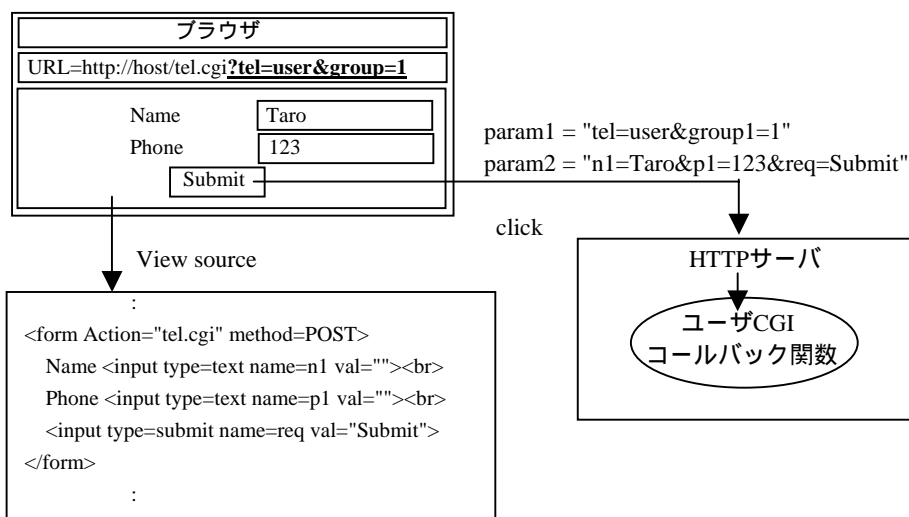 ブラウザ
URL=http://host/tel.cgi?tel=user&group=1
Name Taro
Phone 123
Submit
param1 = "tel=user&group1=1"
param2 = "n1=Taro&p1=123&req=Submit"
click
View source
HTTPサーバ
ユーザCGI
コールバック関数
:
<form Action="tel.cgi" method=POST>
Name <input type=text name=n1 val=""><br>
Phone <input type=text name=p1 val=""><br>
<input type=submit name=req val="Submit">
</form>
: